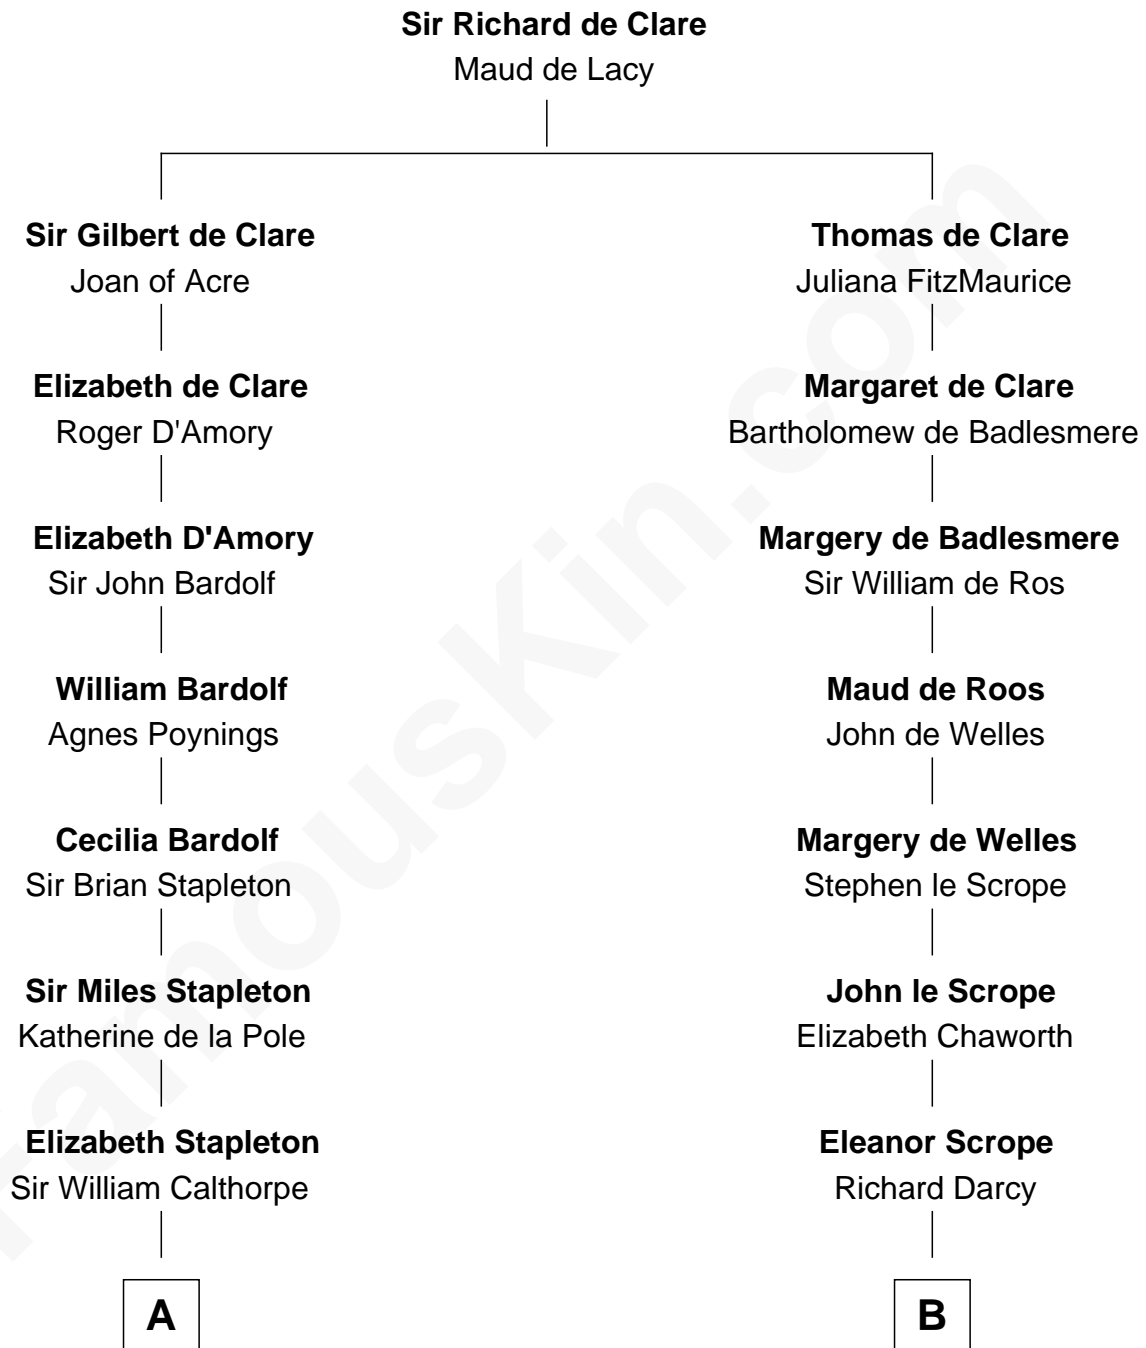 Sir Richard de Clare
Maud de Lacy
Sir Gilbert de Clare
Joan of Acre
Thomas de Clare
Juliana FitzMaurice
Elizabeth de Clare
Roger D'Amory
Margaret de Clare
Bartholomew de Badlesmere
Elizabeth D'Amory
Sir John Bardolf
Margery de Badlesmere
Sir William de Ros
William Bardolf
Agnes Poynings
Maud de Roos
John de Welles
Cecilia Bardolf
Sir Brian Stapleton
Margery de Welles
Stephen le Scrope
Sir Miles Stapleton
Katherine de la Pole
John le Scrope
Elizabeth Chaworth
Elizabeth Stapleton
Sir William Calthorpe
Eleanor Scrope
Richard Darcy
A
B
FamousKin.com